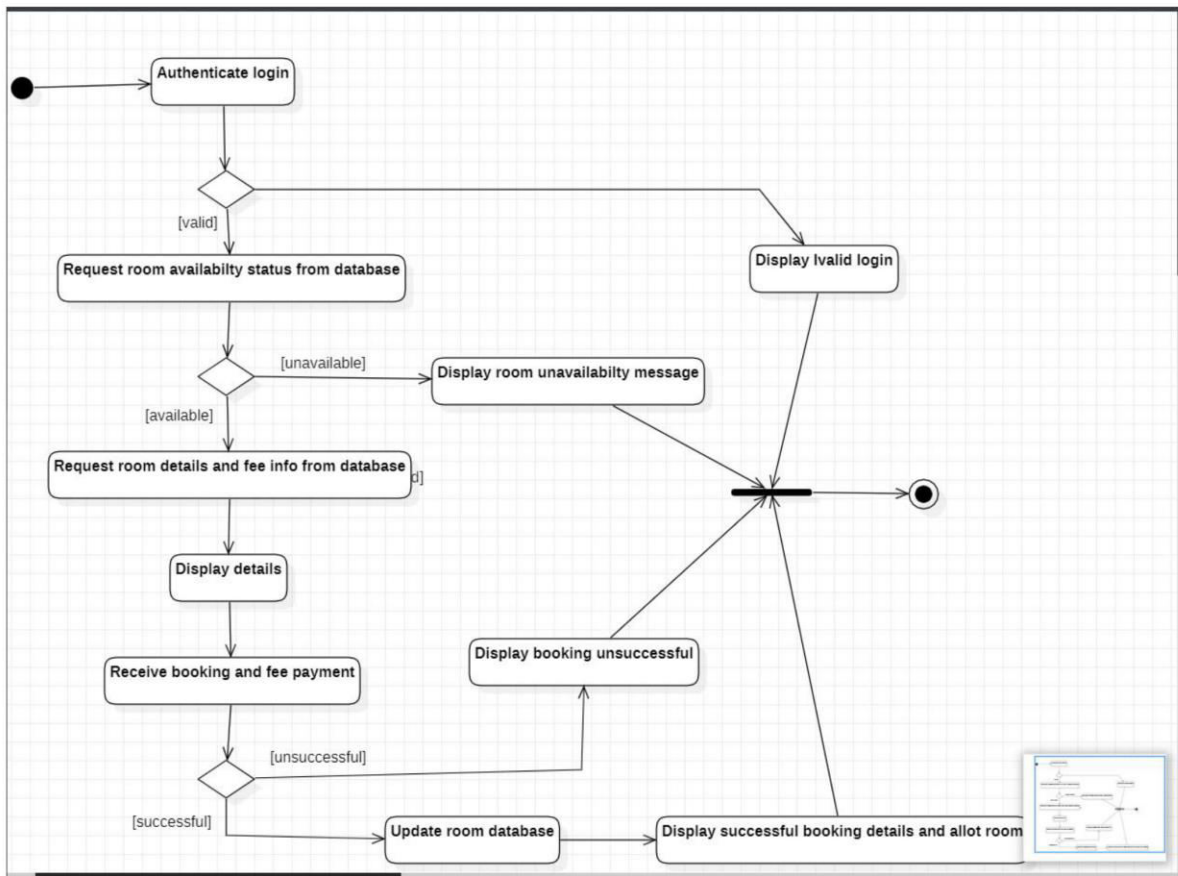 Authenticate login
[valid]
Request room availabilty status from database
Display Ivalid login
[unavailable]
Display room unavailabilty message
[available]
Request room details and fee info from database
d]
Display details
Receive booking and fee payment
Display booking unsuccessful
[unsuccessful]
[successful]
Update room database
Display successful booking details and allot room